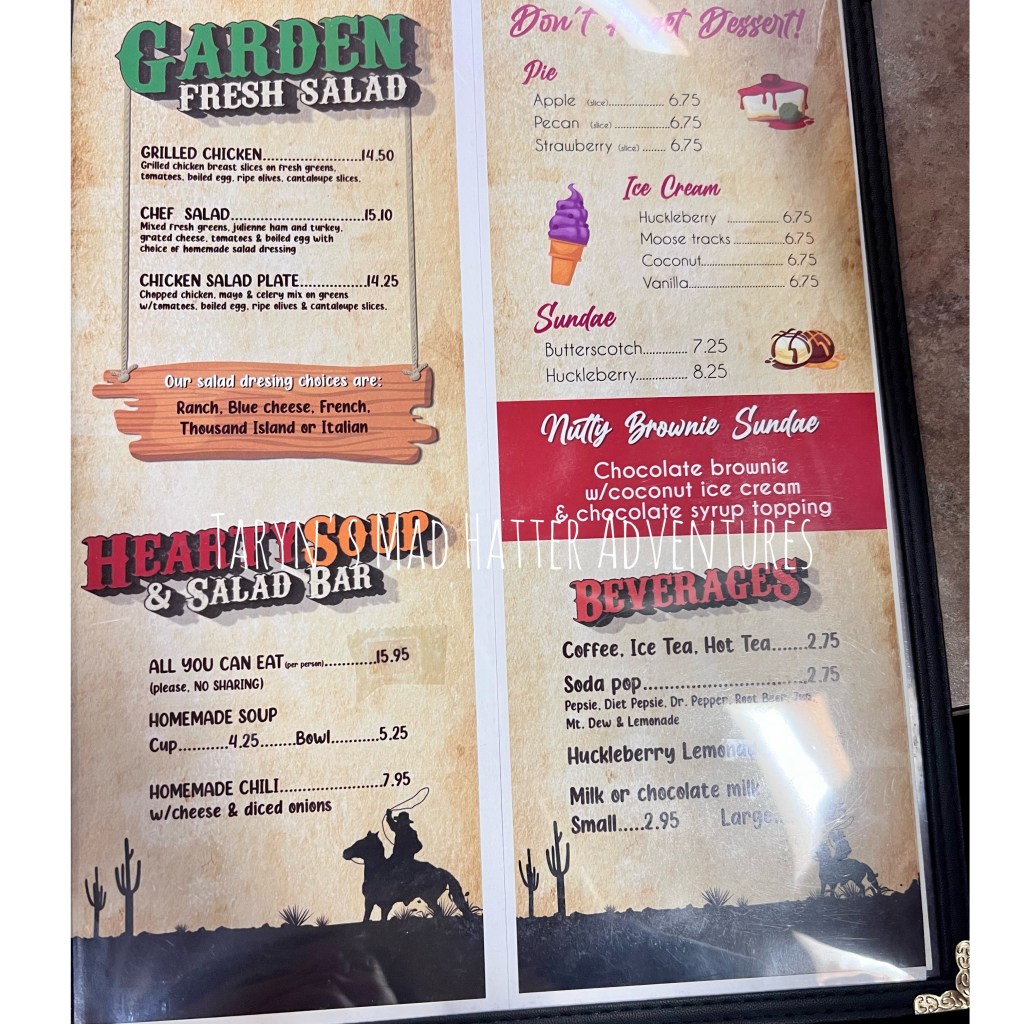 GARDEN
FRESH SALAD
GRILLED CHICKEN........................14.50
Grilled chicken breast slices on fresh greens,
tomatoes, boiled egg, ripe olives, cantaloupe slices.
CHEF SALAD.................................15.10
Mixed fresh greens, julienne ham and turkey,
grated cheese, tomatoes & boiled egg with
choice of homemade salad dressing
CHICKEN SALAD PLATE................14.25
Chopped chicken, mayo & celery mix on greens
w/tomatoes, boiled egg, ripe olives & cantaloupe slices.
Our salad dresing choices are:
Ranch, Blue cheese, French,
Thousand Island or Italian
HEARTY SOUP
& SALAD BAR
ALL YOU CAN EAT (per person)............15.95
(please, NO SHARING)
HOMEMADE SOUP
Cup...........4.25........Bowl...........5.25
HOMEMADE CHILI.......................7.95
w/cheese & diced onions
Don't Dessert!
Pie
Apple (slice).................... 6.75
Pecan (slice) ....................6.75
Strawberry (slice) ........ 6.75
Ice Cream
Huckleberry ................. 6.75
Moose tracks .................6.75
Coconut........................... 6.75
Vanilla................................ 6.75
Sundae
Butterscotch............... 7.25
Huckleberry................. 8.25
Nutty Brownie Sundae
Chocolate brownie
w/coconut ice cream
& chocolate syrup topping
Taryn's Mad Hatter Adventures
BEVERAGES
Coffee, Ice Tea, Hot Tea.......2.75
Soda pop................................2.75
Pepsie, Diet Pepsie, Dr. Pepper, Root Beer,
Mt. Dew & Lemonade
Huckleberry
Milk or chocolate milk
Small.....2.95 Large...